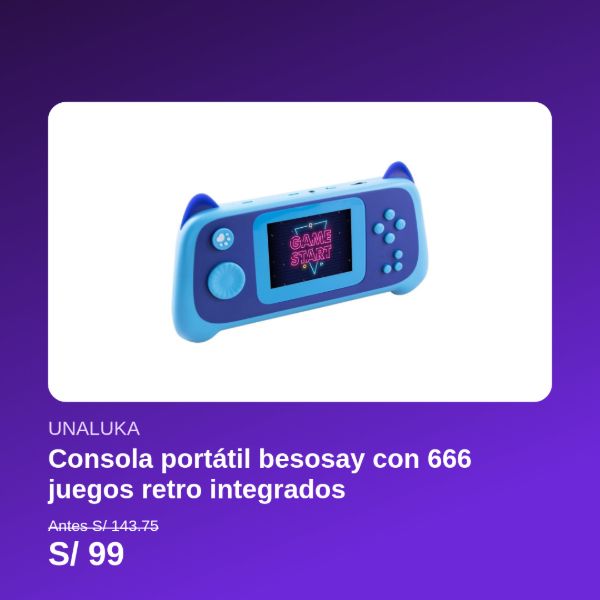 GAME
START
UNALUKA
Consola portátil besosay con 666
juegos retro integrados
Antes S/ 143.75
S/ 99